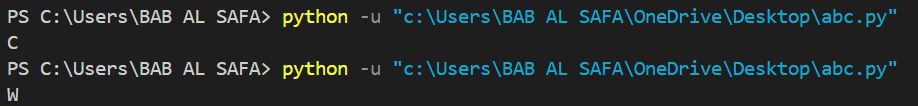 PS C:\Users\BAB AL SAFA> python -u "c:\Users\BAB AL SAFA\OneDrive\Desktop\abc.py"
C
PS C:\Users\BAB AL SAFA> python -u "c:\Users\BAB AL SAFA\OneDrive\Desktop\abc.py"
W